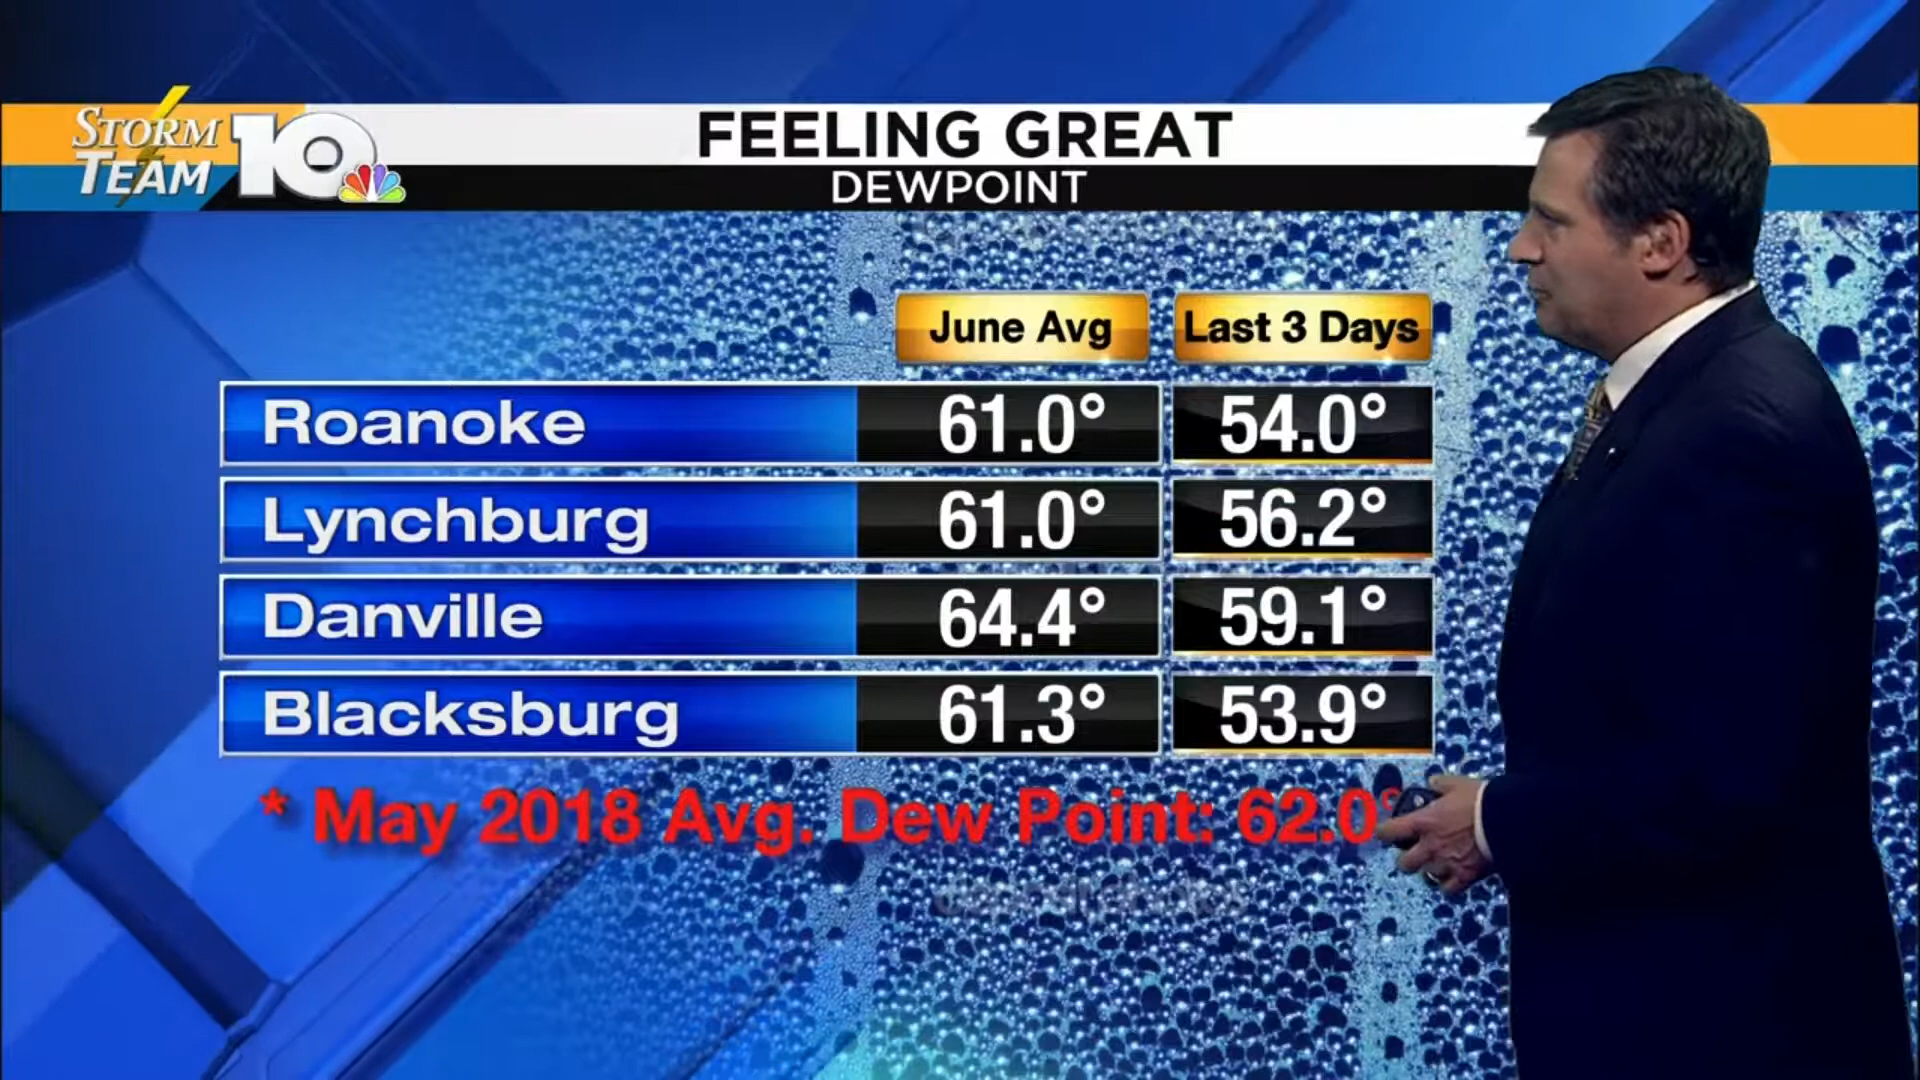 STORM
TEAM 10
FEELING GREAT
DEWPOINT
June Avg Last 3 Days
Roanoke 61.0° 54.0°
Lynchburg 61.0° 56.2°
Danville 64.4° 59.1°
Blacksburg 61.3° 53.9°
* May 2018 Avg. Dew Point: 62.0°